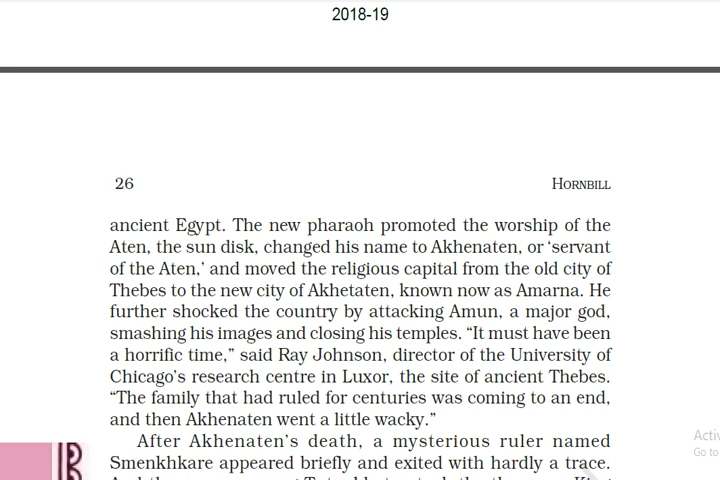 2018-19
26 HORNBILL
ancient Egypt. The new pharaoh promoted the worship of the
Aten, the sun disk, changed his name to Akhenaten, or ‘servant
of the Aten,’ and moved the religious capital from the old city of
Thebes to the new city of Akhetaten, known now as Amarna. He
further shocked the country by attacking Amun, a major god,
smashing his images and closing his temples. “It must have been
a horrific time,” said Ray Johnson, director of the University of
Chicago’s research centre in Luxor, the site of ancient Thebes.
“The family that had ruled for centuries was coming to an end,
and then Akhenaten went a little wacky.”
After Akhenaten’s death, a mysterious ruler named
Smenkhkare appeared briefly and exited with hardly a trace.
Activ
Go to